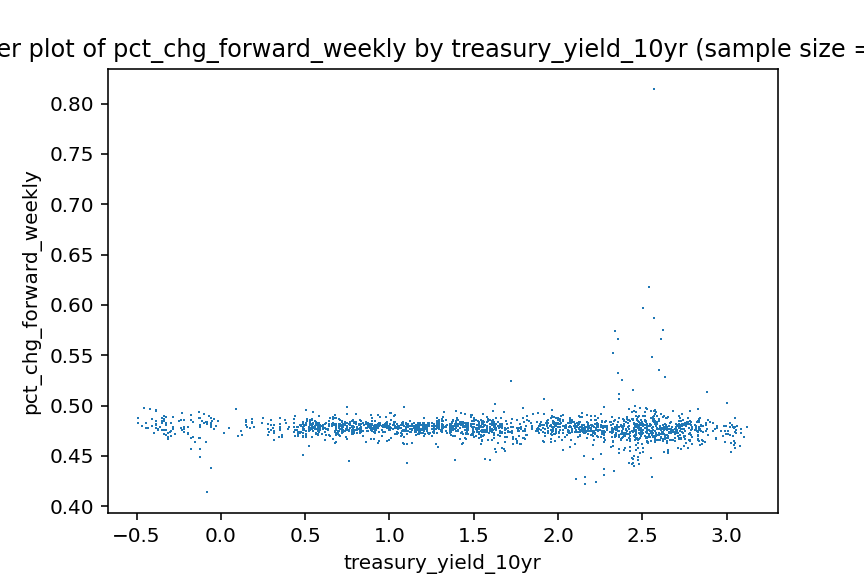 er plot of pct_chg_forward_weekly by treasury_yield_10yr (sample size =
0.80
0.75
0.70
0.65
0.60
0.55
0.50
0.45
0.40
pct_chg_forward_weekly
−0.5 0.0 0.5 1.0 1.5 2.0 2.5 3.0
treasury_yield_10yr